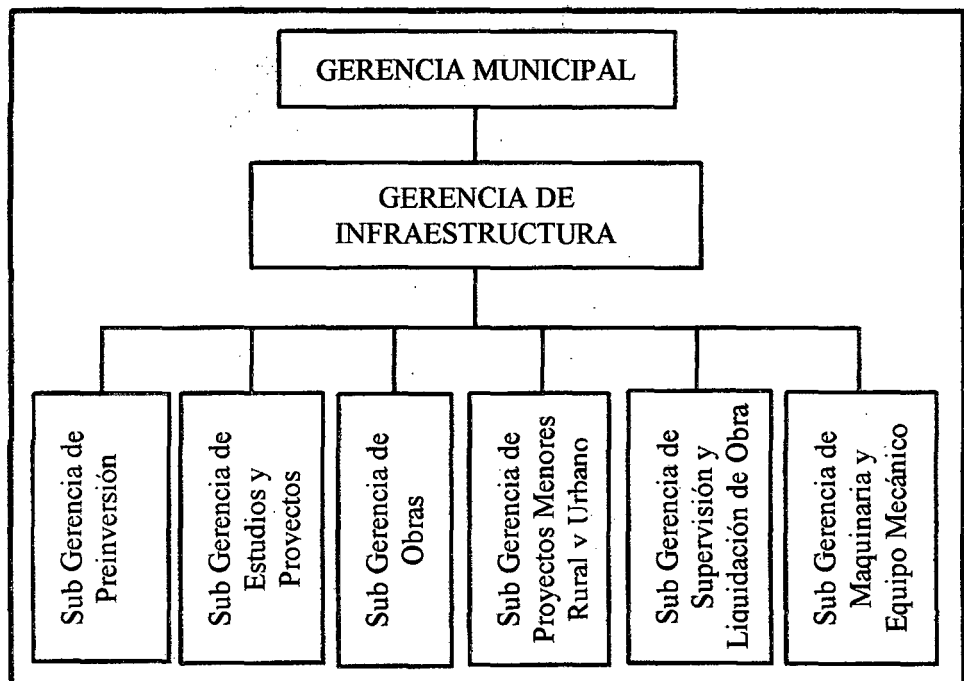 GERENCIA MUNICIPAL
GERENCIA DE
INFRAESTRUCTURA
Sub Gerencia de
Preinversión
Sub Gerencia de
Estudios y
Proyectos
Sub Gerencia de
Obras
Sub Gerencia de
Proyectos Menores
Rural y Urbano
Sub Gerencia de
Supervisión y
Liquidación de Obra
Sub Gerencia de
Maquinaria y
Equipo Mecánico